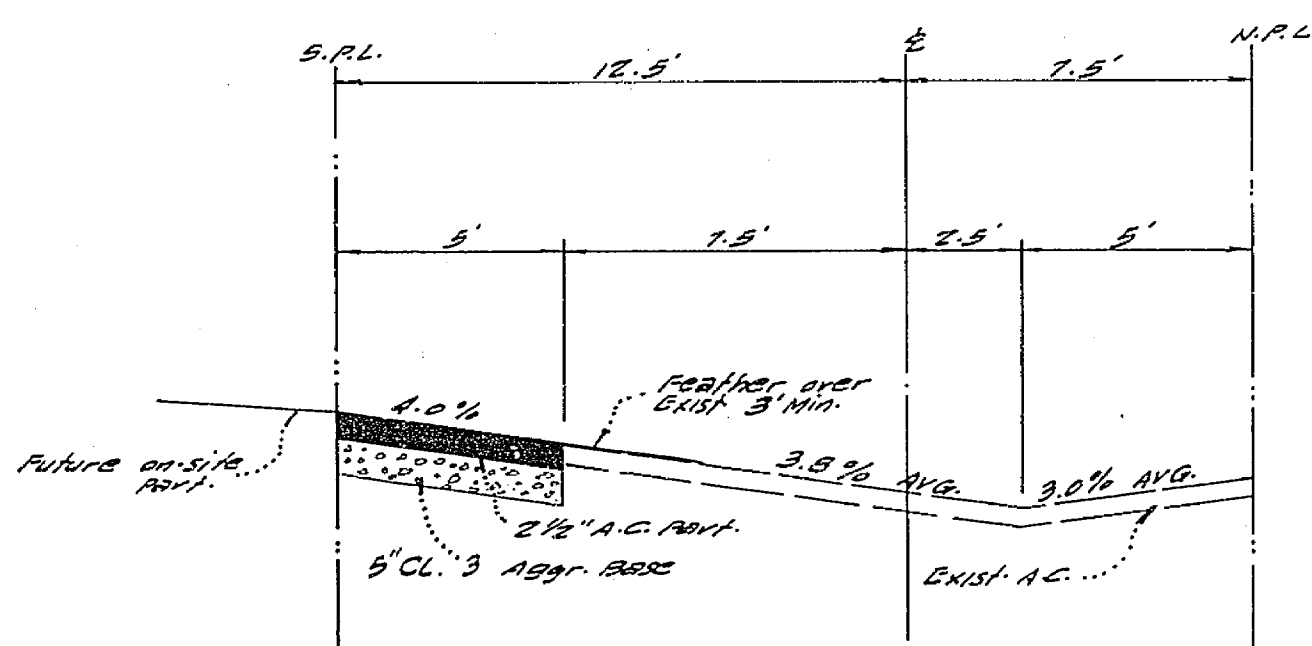 S.P.L.
℄
N.P.L
12.5'
7.5'
5'
7.5'
2.5'
5'
4.0%
Feather over
Exist 3' Min.
Future on-site
Pavt.
3.8% AVG.
3.0% AVG.
2½" A.C. Pavt.
5" CL. 3 Aggr. Base
Exist. A.C.